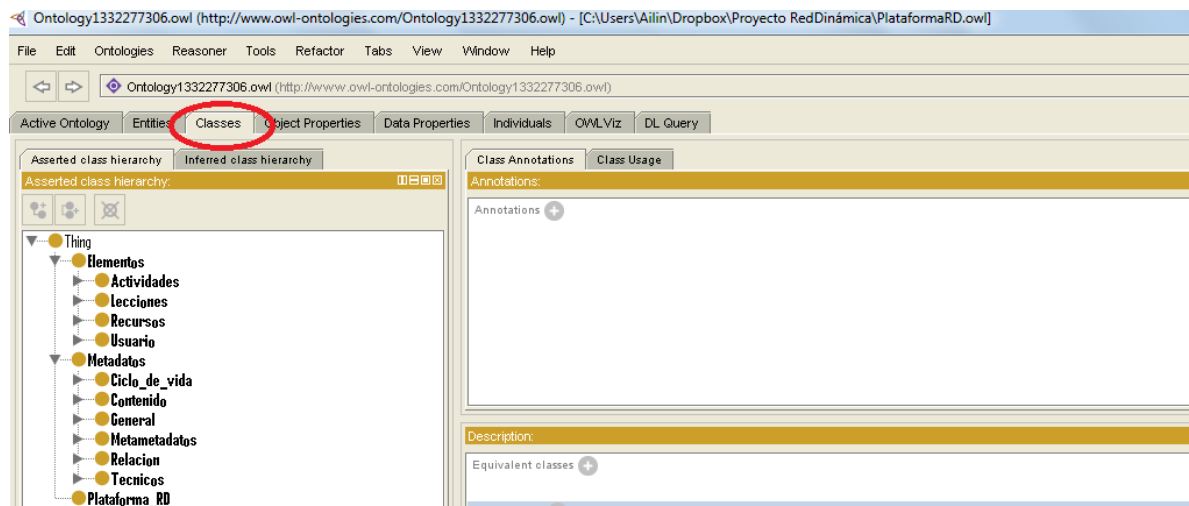 Ontology1332277306.owl (http://www.owl-ontologies.com/Ontology1332277306.owl) - [C:\Users\Ailin\Dropbox\Proyecto RedDinámica\PlataformaRD.owl]
File Edit Ontologies Reasoner Tools Refactor Tabs View Window Help
Ontology1332277306.owl (http://www.owl-ontologies.com/Ontology1332277306.owl)
Active Ontology Entities Classes Object Properties Data Properties Individuals OWLViz DL Query
Asserted class hierarchy Inferred class hierarchy
Asserted class hierarchy:
Thing
Elementos
Actividades
Lecciones
Recursos
Usuario
Metadatos
Ciclo_de_vida
Contenido
General
Metametadatos
Relacion
Tecnicos
Plataforma_RD
Class Annotations Class Usage
Annotations:
Annotations
Description:
Equivalent classes